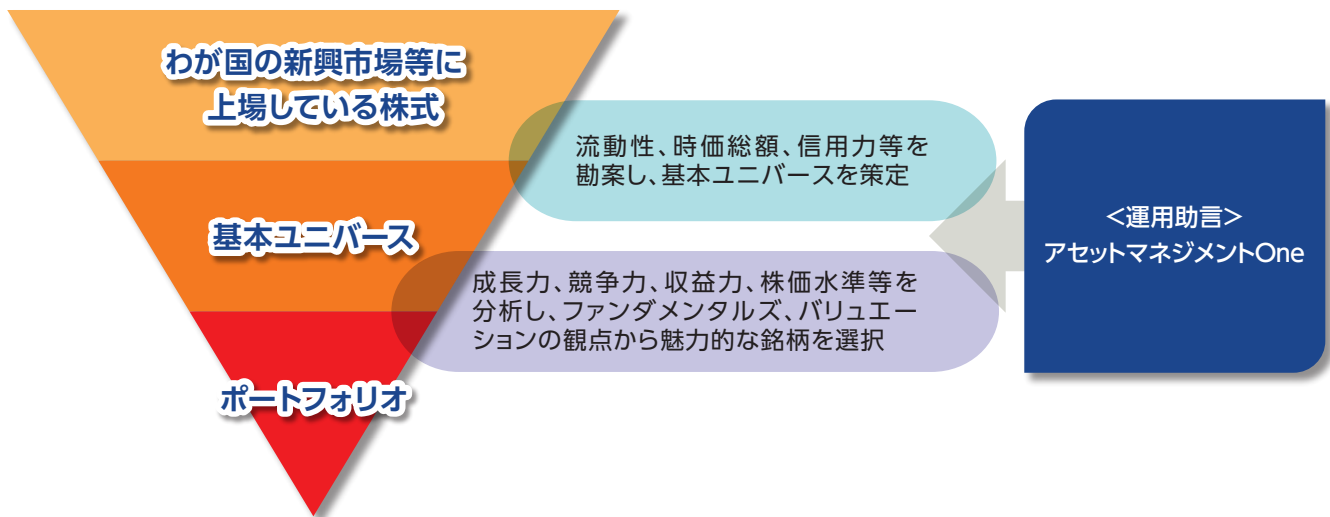 わが国の新興市場等に
上場している株式
流動性、時価総額、信用力等を
勘案し、基本ユニバースを策定
基本ユニバース
成長力、競争力、収益力、株価水準等を
分析し、ファンダメンタルズ、バリュエー
ションの観点から魅力的な銘柄を選択
ポートフォリオ
<運用助言>
アセットマネジメントOne